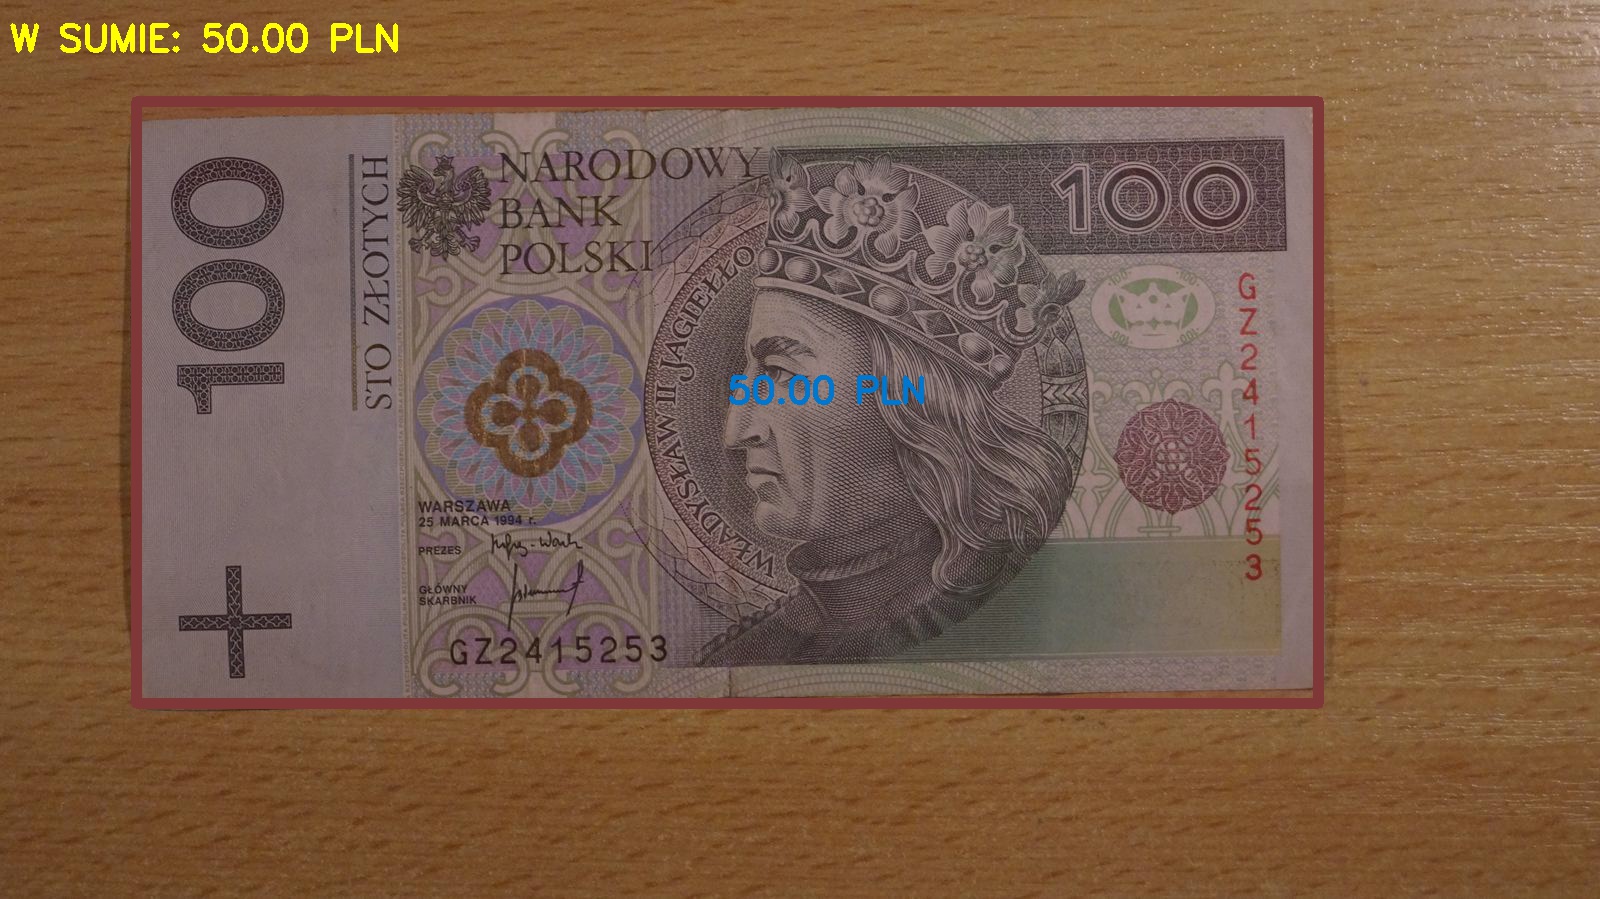 W SUMIE: 50.00 PLN
100
STO ZŁOTYCH
NARODOWY
BANK
POLSKI
100
WŁADYSŁAW II JAGIEŁŁO
50.00 PLN
GZ2415253
WARSZAWA
25 MARCA 1994 r.
PREZES
GŁÓWNY
SKARBNIK
GZ2415253